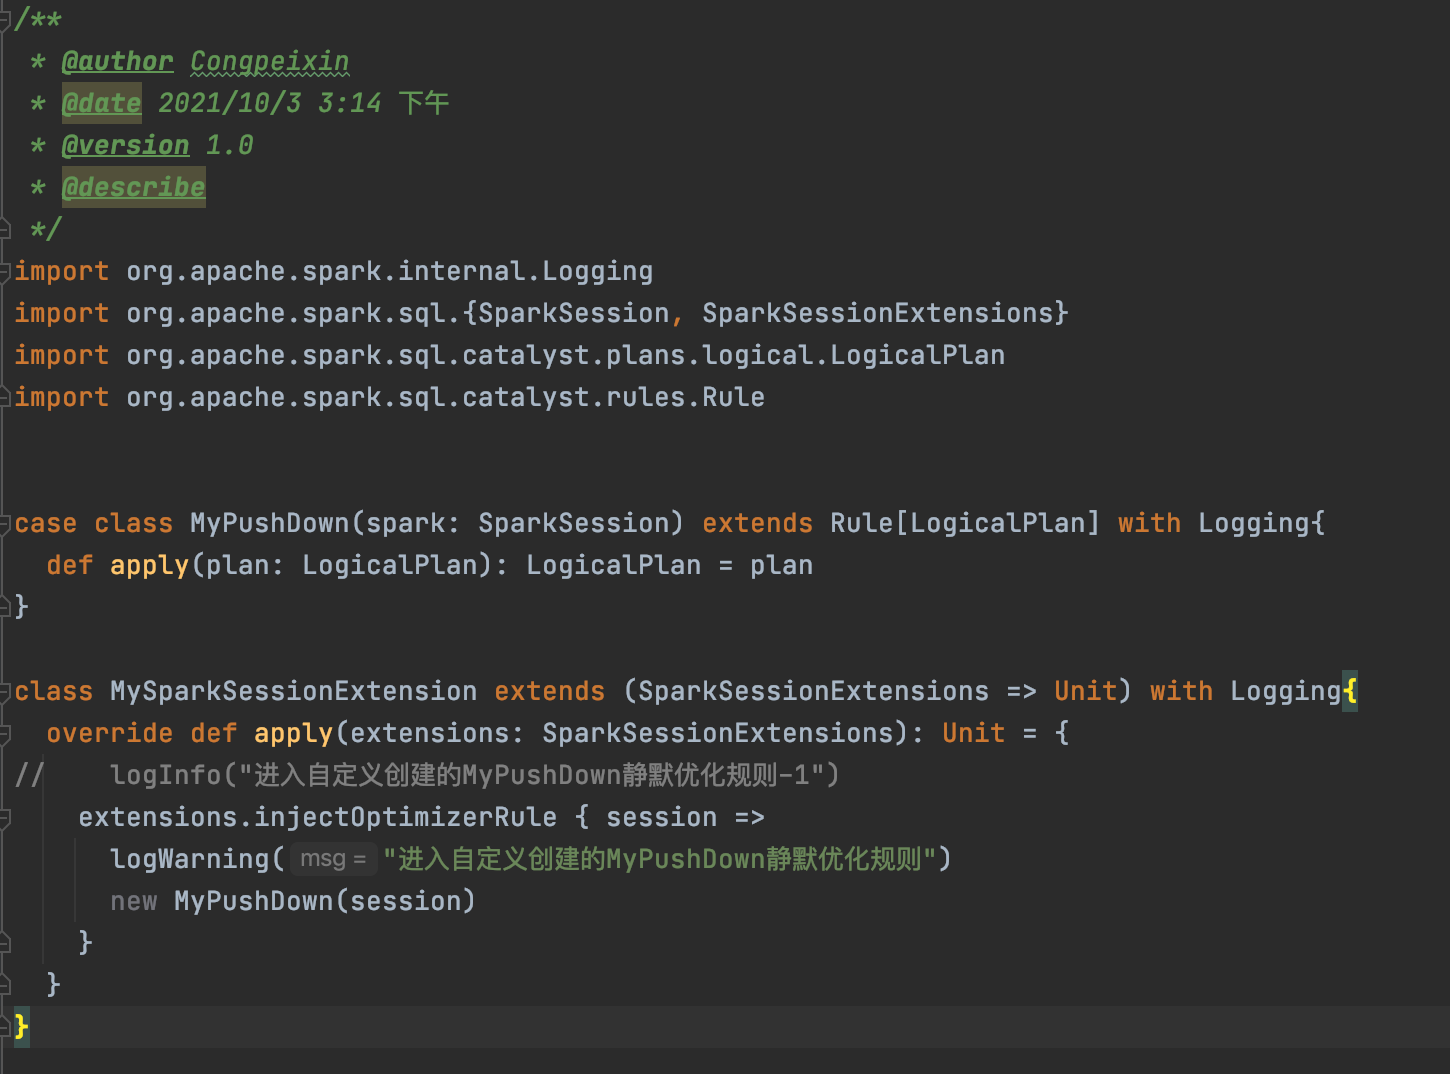 /**
 * @author Congpeixin
 * @date 2021/10/3 3:14 下午
 * @version 1.0
 * @describe
 */
import org.apache.spark.internal.Logging
import org.apache.spark.sql.{SparkSession, SparkSessionExtensions}
import org.apache.spark.sql.catalyst.plans.logical.LogicalPlan
import org.apache.spark.sql.catalyst.rules.Rule
case class MyPushDown(spark: SparkSession) extends Rule[LogicalPlan] with Logging{
  def apply(plan: LogicalPlan): LogicalPlan = plan
}
class MySparkSessionExtension extends (SparkSessionExtensions => Unit) with Logging{
  override def apply(extensions: SparkSessionExtensions): Unit = {
//    logInfo("进入自定义创建的MyPushDown静默优化规则-1")
    extensions.injectOptimizerRule { session =>
      logWarning( msg = "进入自定义创建的MyPushDown静默优化规则")
      new MyPushDown(session)
    }
  }
}